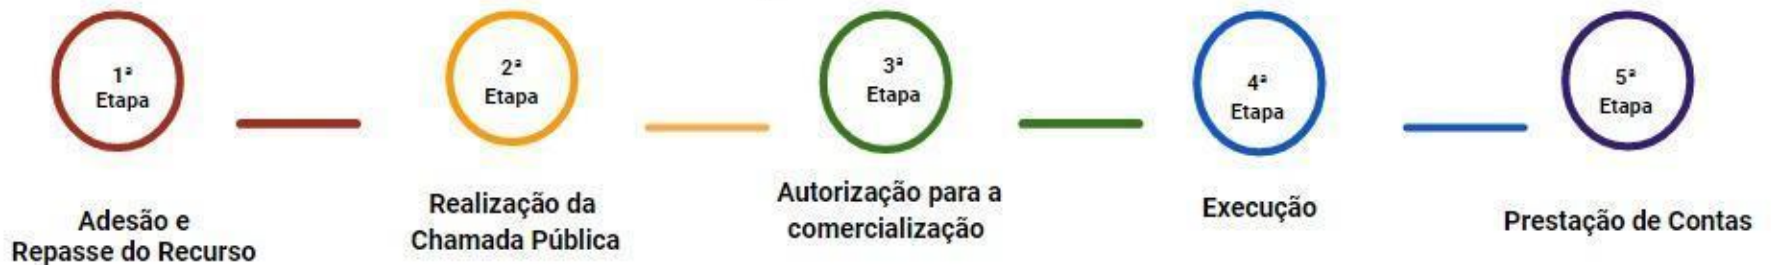 1ª
Etapa
2ª
Etapa
3ª
Etapa
4ª
Etapa
5ª
Etapa
Adesão e
Repasse do Recurso
Realização da
Chamada Pública
Autorização para a
comercialização
Execução
Prestação de Contas